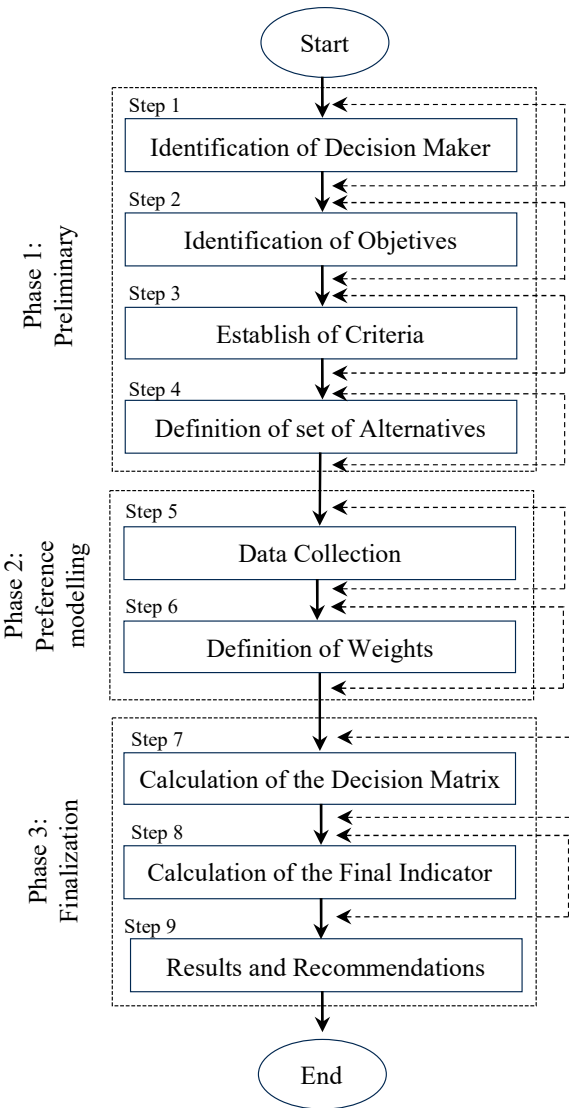 Start
Phase 1:
Preliminary
Step 1
Identification of Decision Maker
Step 2
Identification of Objetives
Step 3
Establish of Criteria
Step 4
Definition of set of Alternatives
Phase 2:
Preference
modelling
Step 5
Data Collection
Step 6
Definition of Weights
Phase 3:
Finalization
Step 7
Calculation of the Decision Matrix
Step 8
Calculation of the Final Indicator
Step 9
Results and Recommendations
End